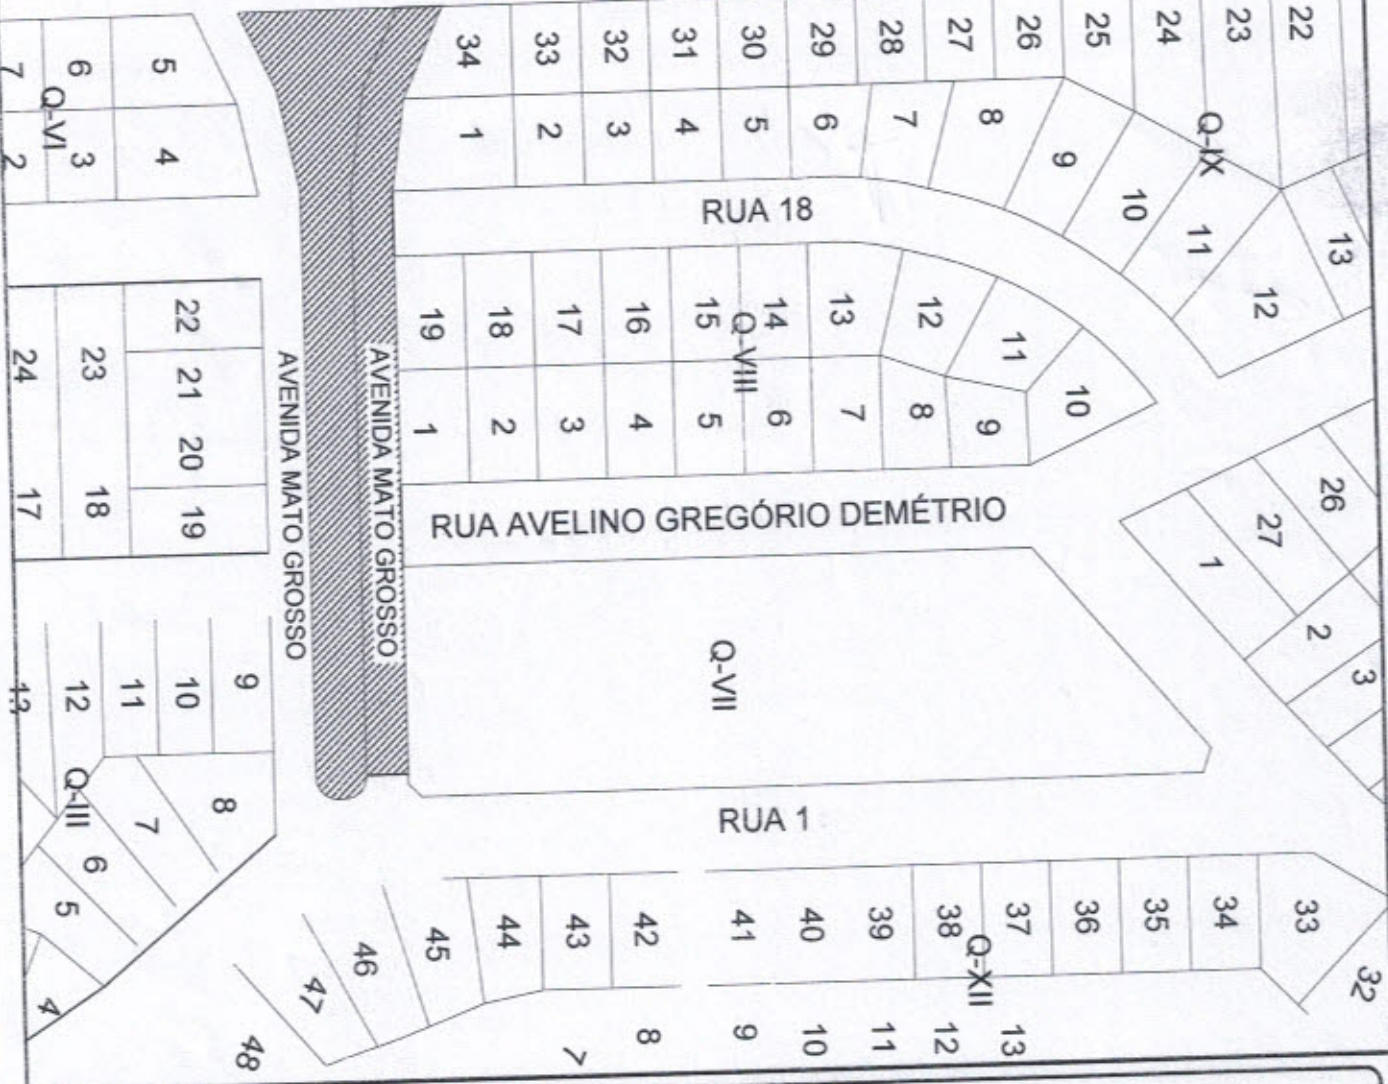 34 33 32 31 30 29 28 27 26 25 24 23 22
1 2 3 4 5 6 7 8 9 10 11 12 13
Q-IX
7 6 5
Q-VI
2 3 4
RUA 18
19 18 17 16 15 14 13 12 11 10
Q-VIII
1 2 3 4 5 6 7 8 9
22
21
20
19
24 23
17 18
AVENIDA MATO GROSSO
AVENIDA MATO GROSSO
RUA AVELINO GREGÓRIO DEMÉTRIO
26
27
1
2
3
Q-VII
13 12 11 10 9
Q-III
8
7
6
5
4
RUA 1
48 47 46 45 44 43 42 41 40 39 38 37 36 35 34 33 32
Q-XII
7 8 9 10 11 12 13